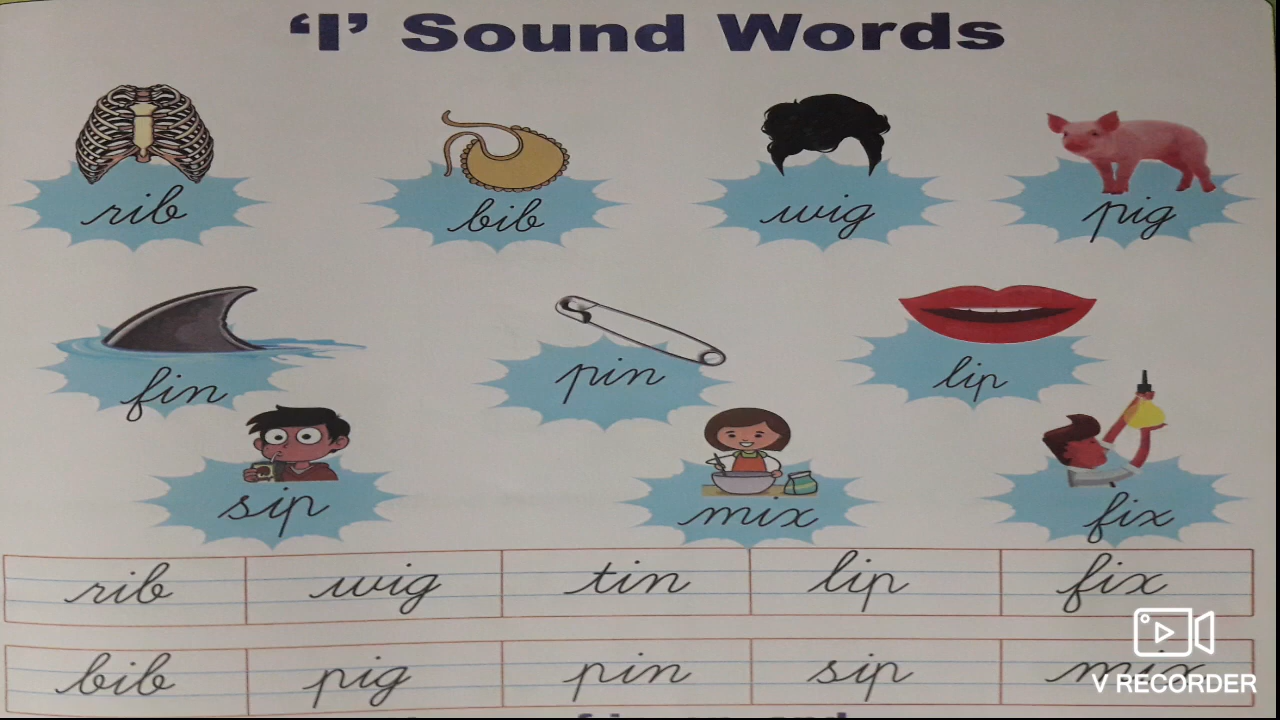 ‘I’ Sound Words
rib bib wig pig
fin pin lip
sip mix fix
rib wig tin lip fix
bib pig pin sip mix
V RECORDER